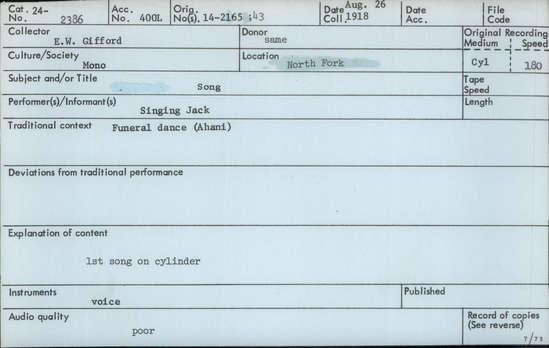 Cat. 24-
No. 2386
Acc.
No. 400L
Orig.
No(s). 14-2165 ;43
Date Aug. 26
Coll 1918
Date
Acc.
File
Code
Collector
E.W. Gifford
Donor
same
Original Recording
Medium Speed
Cyl 180
Culture/Society
Mono
Location
North Fork
Subject and/or Title
Song
Tape
Speed
Performer(s)/Informant(s)
Singing Jack
Length
Traditional context Funeral dance (Ahani)
Deviations from traditional performance
Explanation of content
1st song on cylinder
Instruments
voice
Published
Audio quality
poor
Record of copies
(See reverse)
7/73